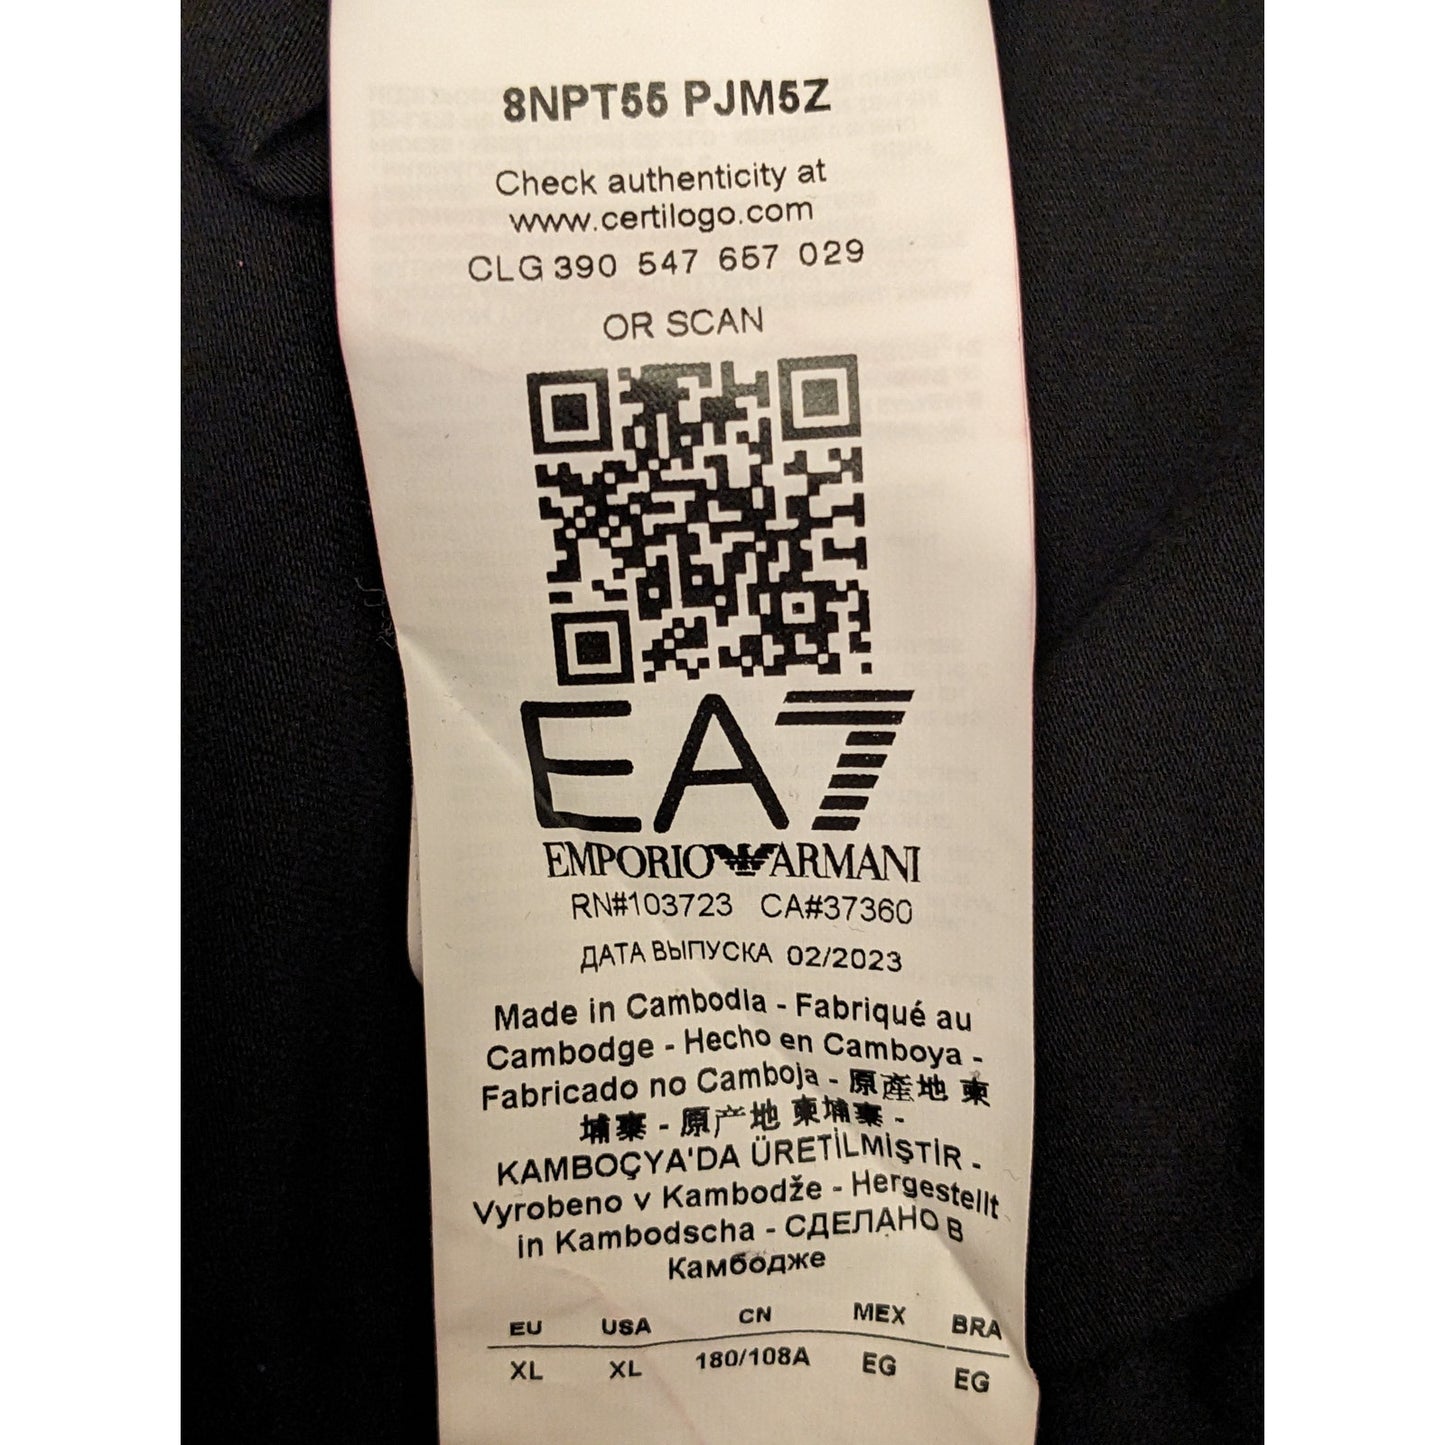 8NPT55 PJM5Z
Check authenticity at
www.certilogo.com
CLG 390 547 657 029
OR SCAN
EA7
EMPORIO ARMANI
RN#103723 CA#37360
ДАТА ВЫПУСКА 02/2023
Made in Cambodia - Fabriqué au
Cambodge - Hecho en Camboya -
Fabricado no Camboja - 原産地 柬
埔寨 - 原产地 柬埔寨 -
KAMBOÇYA'DA ÜRETİLMİŞTİR -
Vyrobeno v Kambodže - Hergestellt
in Kambodscha - СДЕЛАНО В
Камбодже
EU USA CN MEX BRA
XL XL 180/108A EG EG